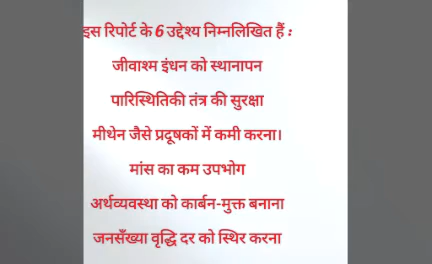 इस रिपोर्ट के 6 उद्देश्य निम्नलिखित हैं :
जीवाश्म इंधन को स्थानापन
पारिस्थितिकी तंत्र की सुरक्षा
मीथेन जैसे प्रदूषकों में कमी करना।
मांस का कम उपभोग
अर्थव्यवस्था को कार्बन-मुक्त बनाना
जनसँख्या वृद्धि दर को स्थिर करना